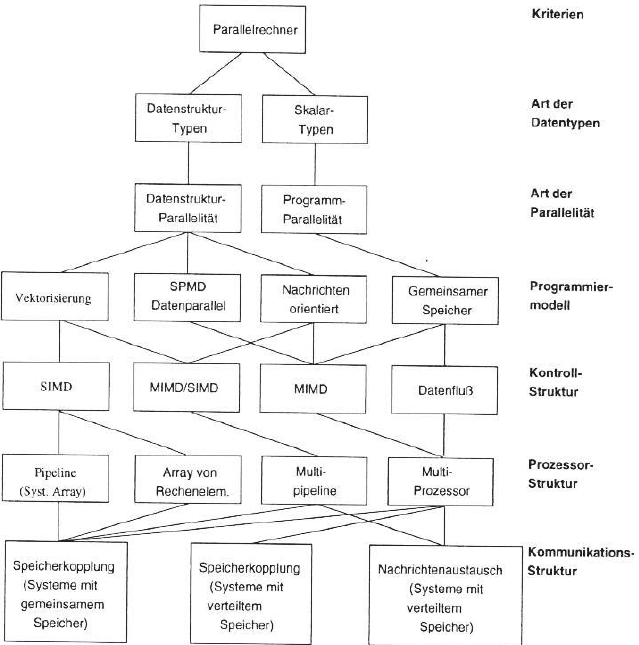 Kriterien
Parallelrechner
Datenstruktur-
Typen
Skalar-
Typen
Art der
Datentypen
Datenstruktur-
Parallelität
Programm-
Parallelität
Art der
Parallelität
Vektorisierung
SPMD
Datenparallel
Nachrichten
orientiert
Gemeinsamer
Speicher
Programmier-
modell
SIMD
MIMD/SIMD
MIMD
Datenfluß
Kontroll-
Struktur
Pipeline
(Syst. Array)
Array von
Rechenelem.
Multi-
pipeline
Multi-
Prozessor
Prozessor-
Struktur
Speicherkopplung
(Systeme mit
gemeinsamem
Speicher)
Speicherkopplung
(Systeme mit
verteiltem
Speicher)
Nachrichtenaustausch
(Systeme mit
verteiltem
Speicher)
Kommunikations-
Struktur